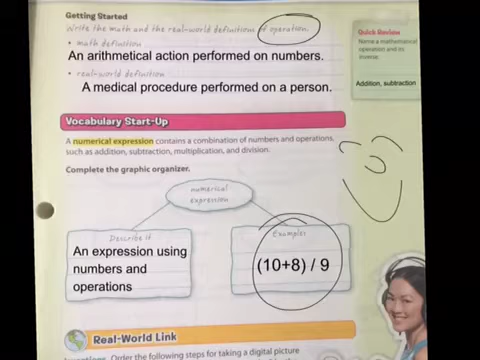 Getting Started
Write the math and the real-world definitions of operation.
• math definition
An arithmetical action performed on numbers.
• real-world definition
A medical procedure performed on a person.
Quick Review
Name a mathematical
operation and its
inverse.
Addition, subtraction
Vocabulary Start-Up
A numerical expression contains a combination of numbers and operations,
such as addition, subtraction, multiplication, and division.
Complete the graphic organizer.
numerical
expression
Describe it
An expression using
numbers and
operations
Examples
(10+8) / 9
Real-World Link
Order the following steps for taking a digital picture